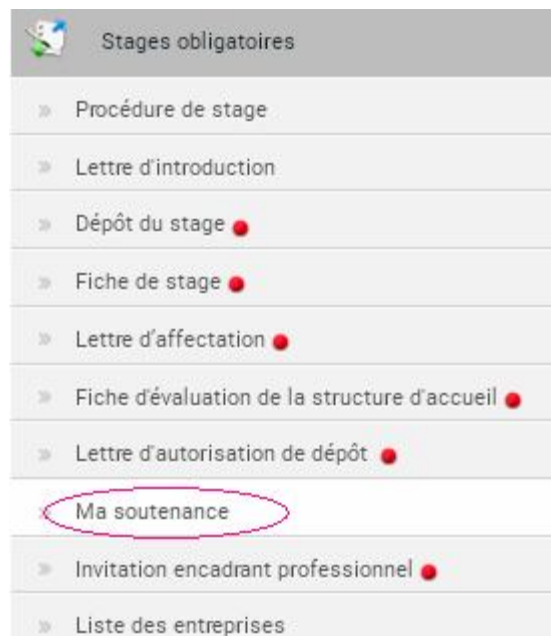 Stages obligatoires
Procédure de stage
Lettre d'introduction
Dépôt du stage
Fiche de stage
Lettre d'affectation
Fiche d'évaluation de la structure d'accueil
Lettre d'autorisation de dépôt
Ma soutenance
Invitation encadrant professionnel
Liste des entreprises